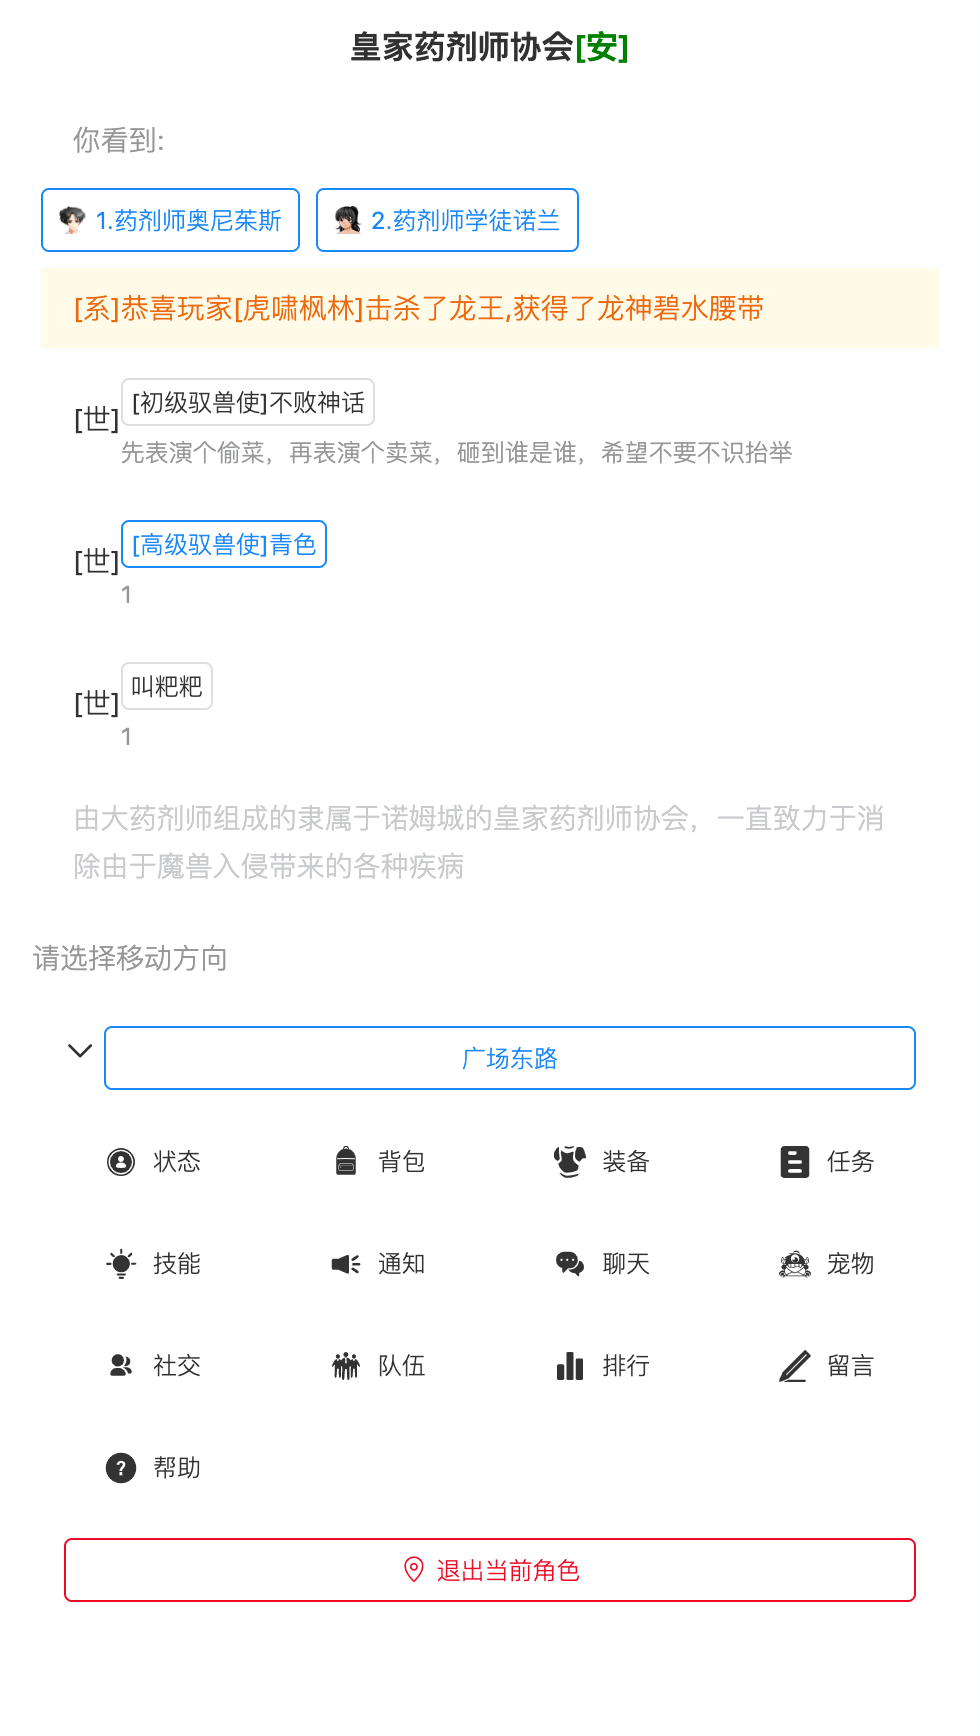 皇家药剂师协会[安]
你看到:
1.药剂师奥尼茱斯 2.药剂师学徒诺兰
[系]恭喜玩家[虎啸枫林]击杀了龙王,获得了龙神碧水腰带
[世][初级驭兽使]不败神话
先表演个偷菜，再表演个卖菜，砸到谁是谁，希望不要不识抬举
[世][高级驭兽使]青色
1
[世]叫粑粑
1
由大药剂师组成的隶属于诺姆城的皇家药剂师协会，一直致力于消
除由于魔兽入侵带来的各种疾病
请选择移动方向
广场东路
状态 背包 装备 任务
技能 通知 聊天 宠物
社交 队伍 排行 留言
帮助
退出当前角色